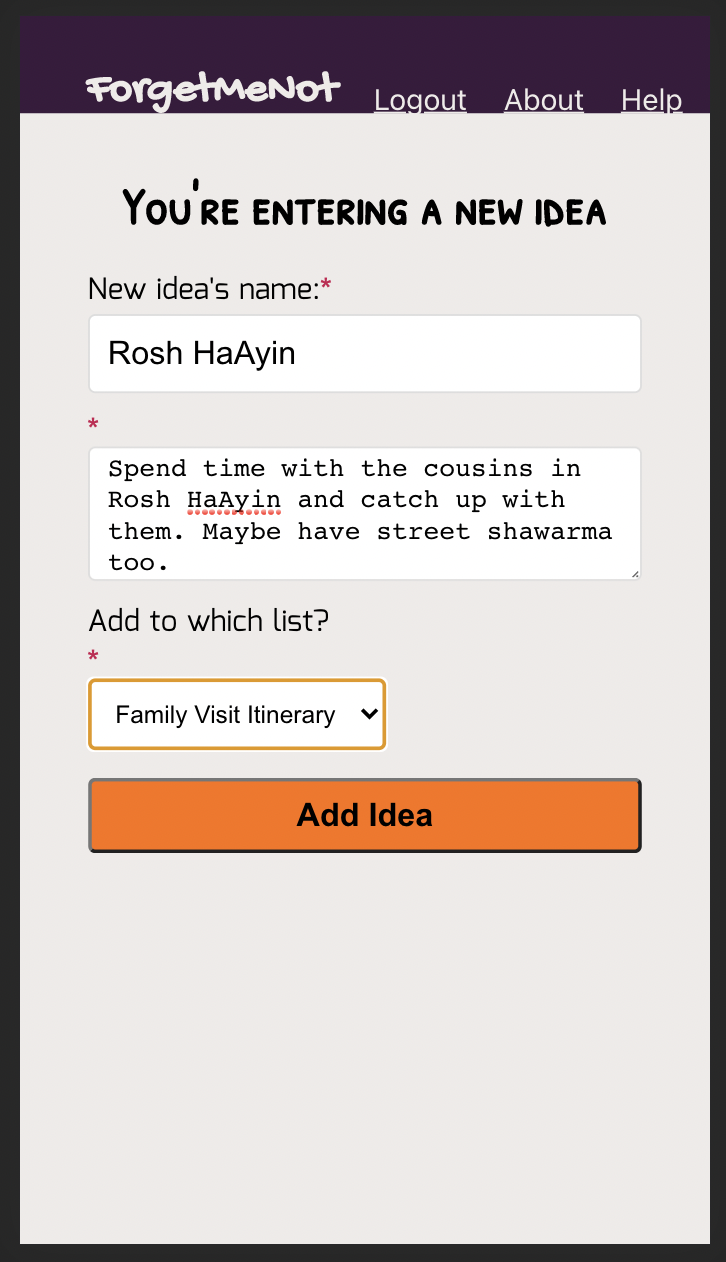 ForgetMeNot Logout About Help
You're entering a new idea
New idea's name:*
Rosh HaAyin
*
Spend time with the cousins in
Rosh HaAyin and catch up with
them. Maybe have street shawarma
too.
Add to which list?
*
Family Visit Itinerary
Add Idea